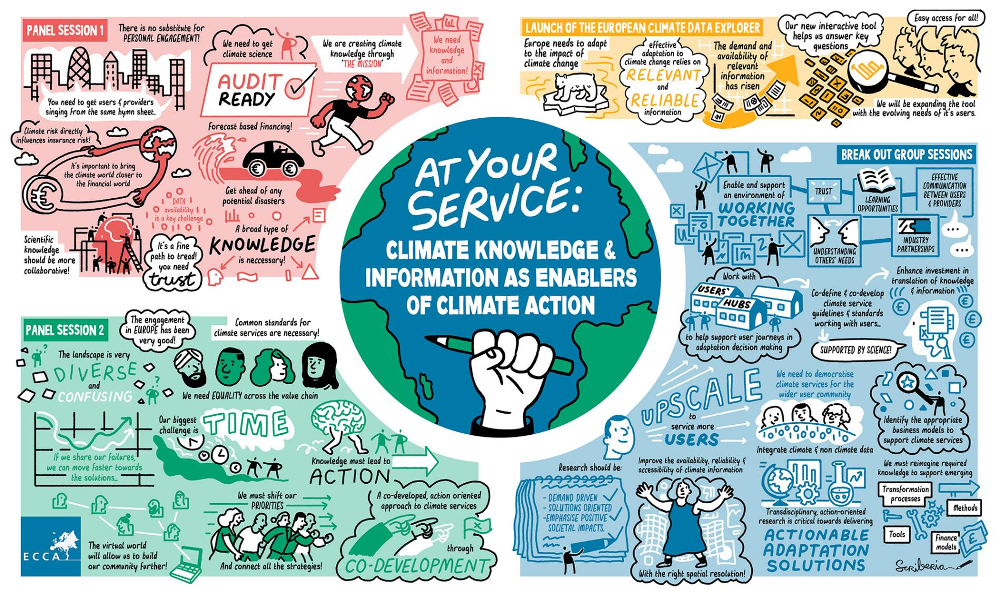 AT YOUR
SERVICE:
CLIMATE KNOWLEDGE &
INFORMATION AS ENABLERS
OF CLIMATE ACTION
PANEL SESSION 1
There is no substitute for
PERSONAL ENGAGEMENT!
You need to get users & providers
singing from the same hymn sheet..
We need to get
climate science
AUDIT
READY
We are creating climate
knowledge through
'THE MISSION'
We need
knowledge
and
information!
Climate risk directly
influences insurance risk!
It's important to bring
the climate world closer to
the financial world
€
Forecast based financing!
€ €
Get ahead of any
potential disasters
DATA
availability
is a key challenge
A broad type of
KNOWLEDGE
is neccessary!
Scientific
knowledge
should be more
collaborative!
It's a fine
path to tread!
you need
trust
PANEL SESSION 2
The engagement
in EUROPE has been
very good!
Common standards for
climate services are necessary!
The landscape is very
DIVERSE
and
CONFUSING
? ?
We need EQUALITY across the value chain
If we share our failures,
we can move faster towards
the solutions...
Our biggest
challenge is
TIME
Knowledge must lead to
ACTION
The virtual world
will allow us to build
our community further!
We must shift our
PRIORITIES
And connect all the strategies!
A co-developed, action oriented
approach to climate services
through
CO-DEVELOPMENT
ECCA
LAUNCH OF THE EUROPEAN CLIMATE DATA EXPLORER
Europe needs to adapt
to the impact of
climate change
effective
adaptation to
climate change relies on
RELEVANT
and
RELIABLE
information
The demand and
availability of
relevant
information
has risen
Our new interactive tool
helps us answer key
questions
Easy access for all!
We will be expanding the tool
with the evolving needs of it's users.
BREAK OUT GROUP SESSIONS
Enable and support
an environment of
WORKING
TOGETHER
TRUST
LEARNING
OPPORTUNITIES
EFFECTIVE
COMMUNICATION
BETWEEN USERS
& PROVIDERS
UNDERSTANDING
OTHERS' NEEDS
INDUSTRY
PARTNERSHIPS
...
...
Work with
USERS'
HUBS
to help support user journeys in
adaptation decision making
Co-define & co-develop
climate service
guidelines & standards
working with users...
SUPPORTED BY SCIENCE!
Enhance investment in
translation of knowledge
& information
£ £ £ £
UPSCALE
to
service more
USERS
We need to democratise
climate services for the
wider user community
Integrate climate & non climate data
Identify the appropriate
business models to
support climate services
Research should be:
- DEMAND DRIVEN
- SOLUTIONS ORIENTED
-EMPHASISE POSITIVE
SOCIETAL IMPACTS.
Improve the availability, reliability &
accessibility of climate information
With the right spatial resolution!
Transdisciplinary, action-oriented
research is critical towards delivering
ACTIONABLE
ADAPTATION
SOLUTIONS
We must reimagine required
knowledge to support emerging
Transformation
processes
Methods
Tools
Finance
models
£
Scriberia